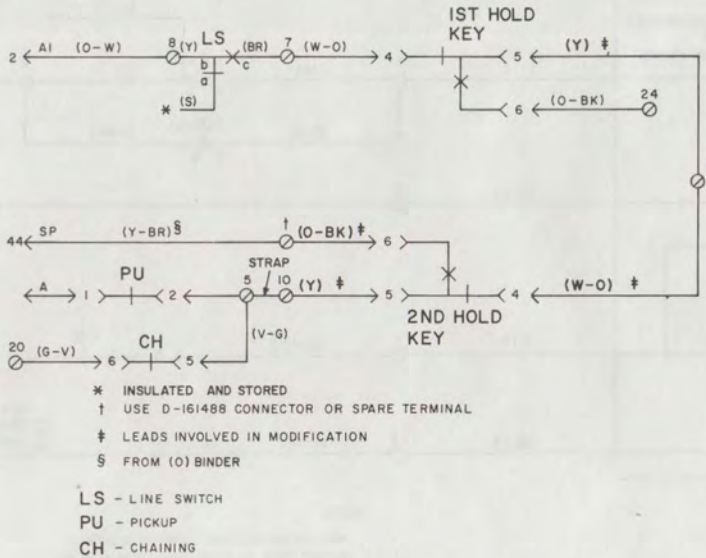 1ST HOLD
KEY
2 A1 (O-W) 8 (Y) LS (BR) 7 (W-O) 4 5 (Y) ‡
b a c
* (S)
6 (O-BK) 24
44 SP (Y-BR) § † (O-BK) ‡ 6
A 1 PU 2 5 STRAP 10 (Y) ‡ 5 4 (W-O) ‡
2ND HOLD
KEY
(V-G)
20 (G-V) 6 CH 5
* INSULATED AND STORED
† USE D-161488 CONNECTOR OR SPARE TERMINAL
‡ LEADS INVOLVED IN MODIFICATION
§ FROM (O) BINDER
LS - LINE SWITCH
PU - PICKUP
CH - CHAINING